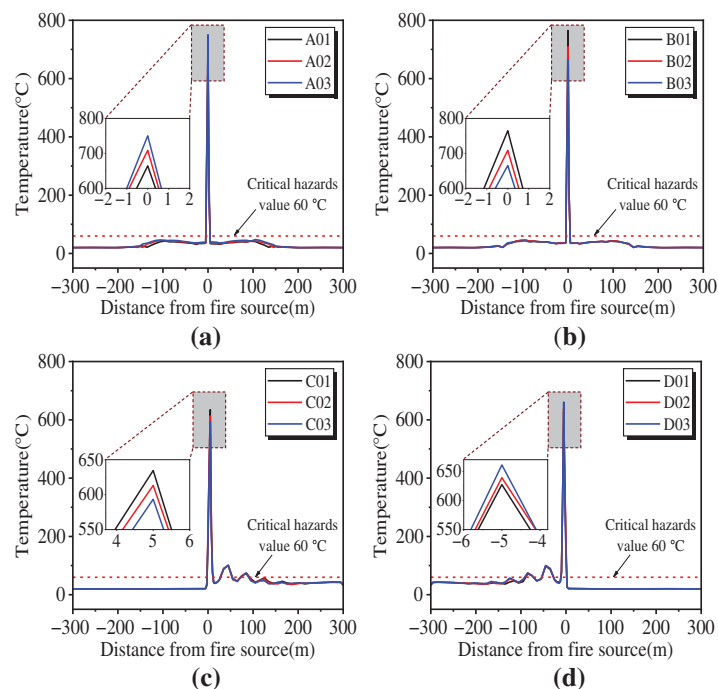 800
600
400
200
0
Temperature(°C)
A01
A02
A03
800
700
600
−2 −1 0 1 2
Critical hazards
value 60 °C
−300 −200 −100 0 100 200 300
Distance from fire source(m)
(a)
800
600
400
200
0
Temperature(°C)
B01
B02
B03
800
700
600
−2 −1 0 1 2
Critical hazards
value 60 °C
−300 −200 −100 0 100 200 300
Distance from fire source(m)
(b)
800
600
400
200
0
Temperature(°C)
C01
C02
C03
650
600
550
4 5 6
Critical hazards
value 60 °C
−300 −200 −100 0 100 200 300
Distance from fire source(m)
(c)
800
600
400
200
0
Temperature(°C)
D01
D02
D03
650
600
550
−6 −5 −4
Critical hazards
value 60 °C
−300 −200 −100 0 100 200 300
Distance from fire source(m)
(d)